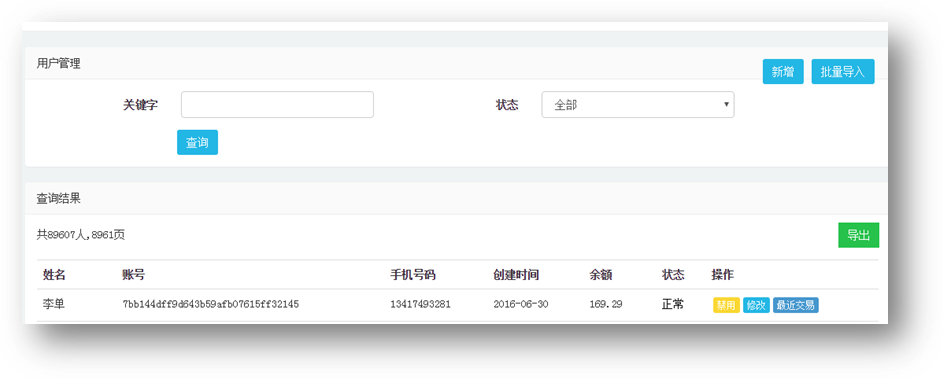 用户管理
新增 批量导入
关键字 状态 全部
查询
查询结果
共89607人,8961页
导出
姓名 账号 手机号码 创建时间 余额 状态 操作
李单 7bb144dff9d643b59afb07615ff32145 13417493281 2016-06-30 169.29 正常 禁用 修改 最近交易